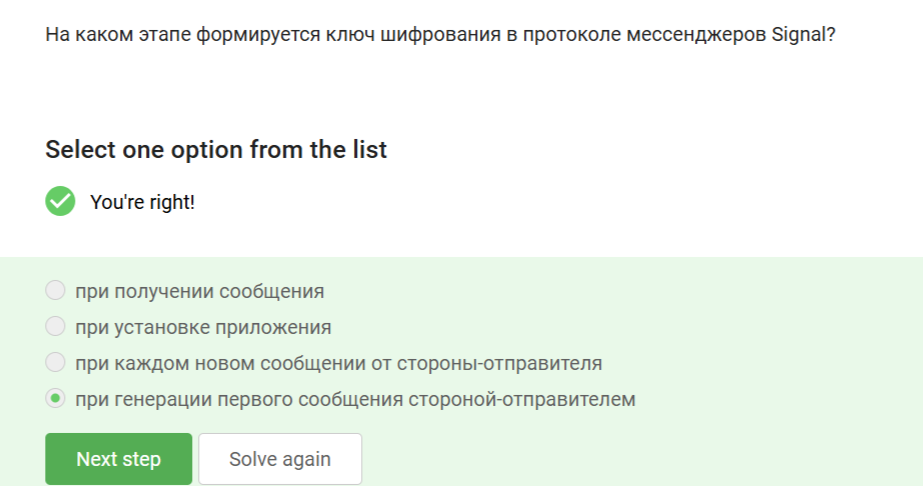 На каком этапе формируется ключ шифрования в протоколе мессенджеров Signal?
Select one option from the list
You're right!
при получении сообщения
при установке приложения
при каждом новом сообщении от стороны-отправителя
при генерации первого сообщения стороной-отправителем
Next step
Solve again